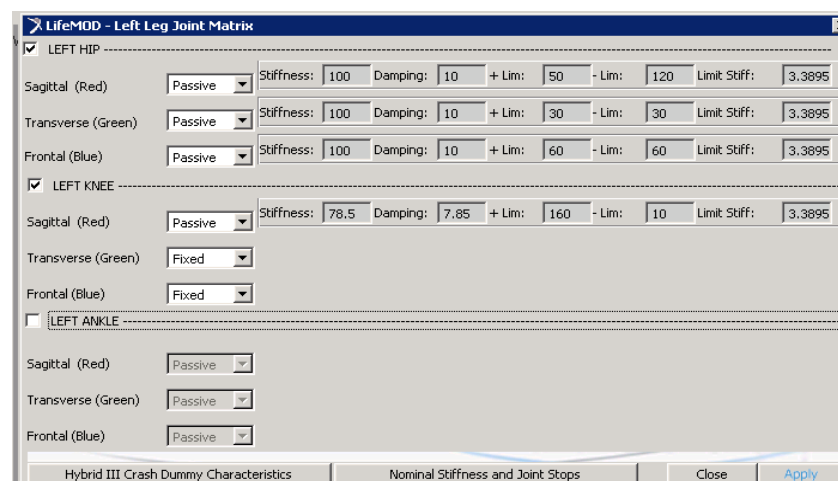 LifeMOD - Left Leg Joint Matrix
LEFT HIP
Sagittal (Red) Passive Stiffness: 100 Damping: 10 + Lim: 50 - Lim: 120 Limit Stiff: 3.3895
Transverse (Green) Passive Stiffness: 100 Damping: 10 + Lim: 30 - Lim: 30 Limit Stiff: 3.3895
Frontal (Blue) Passive Stiffness: 100 Damping: 10 + Lim: 60 - Lim: 60 Limit Stiff: 3.3895
LEFT KNEE
Sagittal (Red) Passive Stiffness: 78.5 Damping: 7.85 + Lim: 160 - Lim: 10 Limit Stiff: 3.3895
Transverse (Green) Fixed
Frontal (Blue) Fixed
LEFT ANKLE
Sagittal (Red) Passive
Transverse (Green) Passive
Frontal (Blue) Passive
Hybrid III Crash Dummy Characteristics Nominal Stiffness and Joint Stops Close Apply